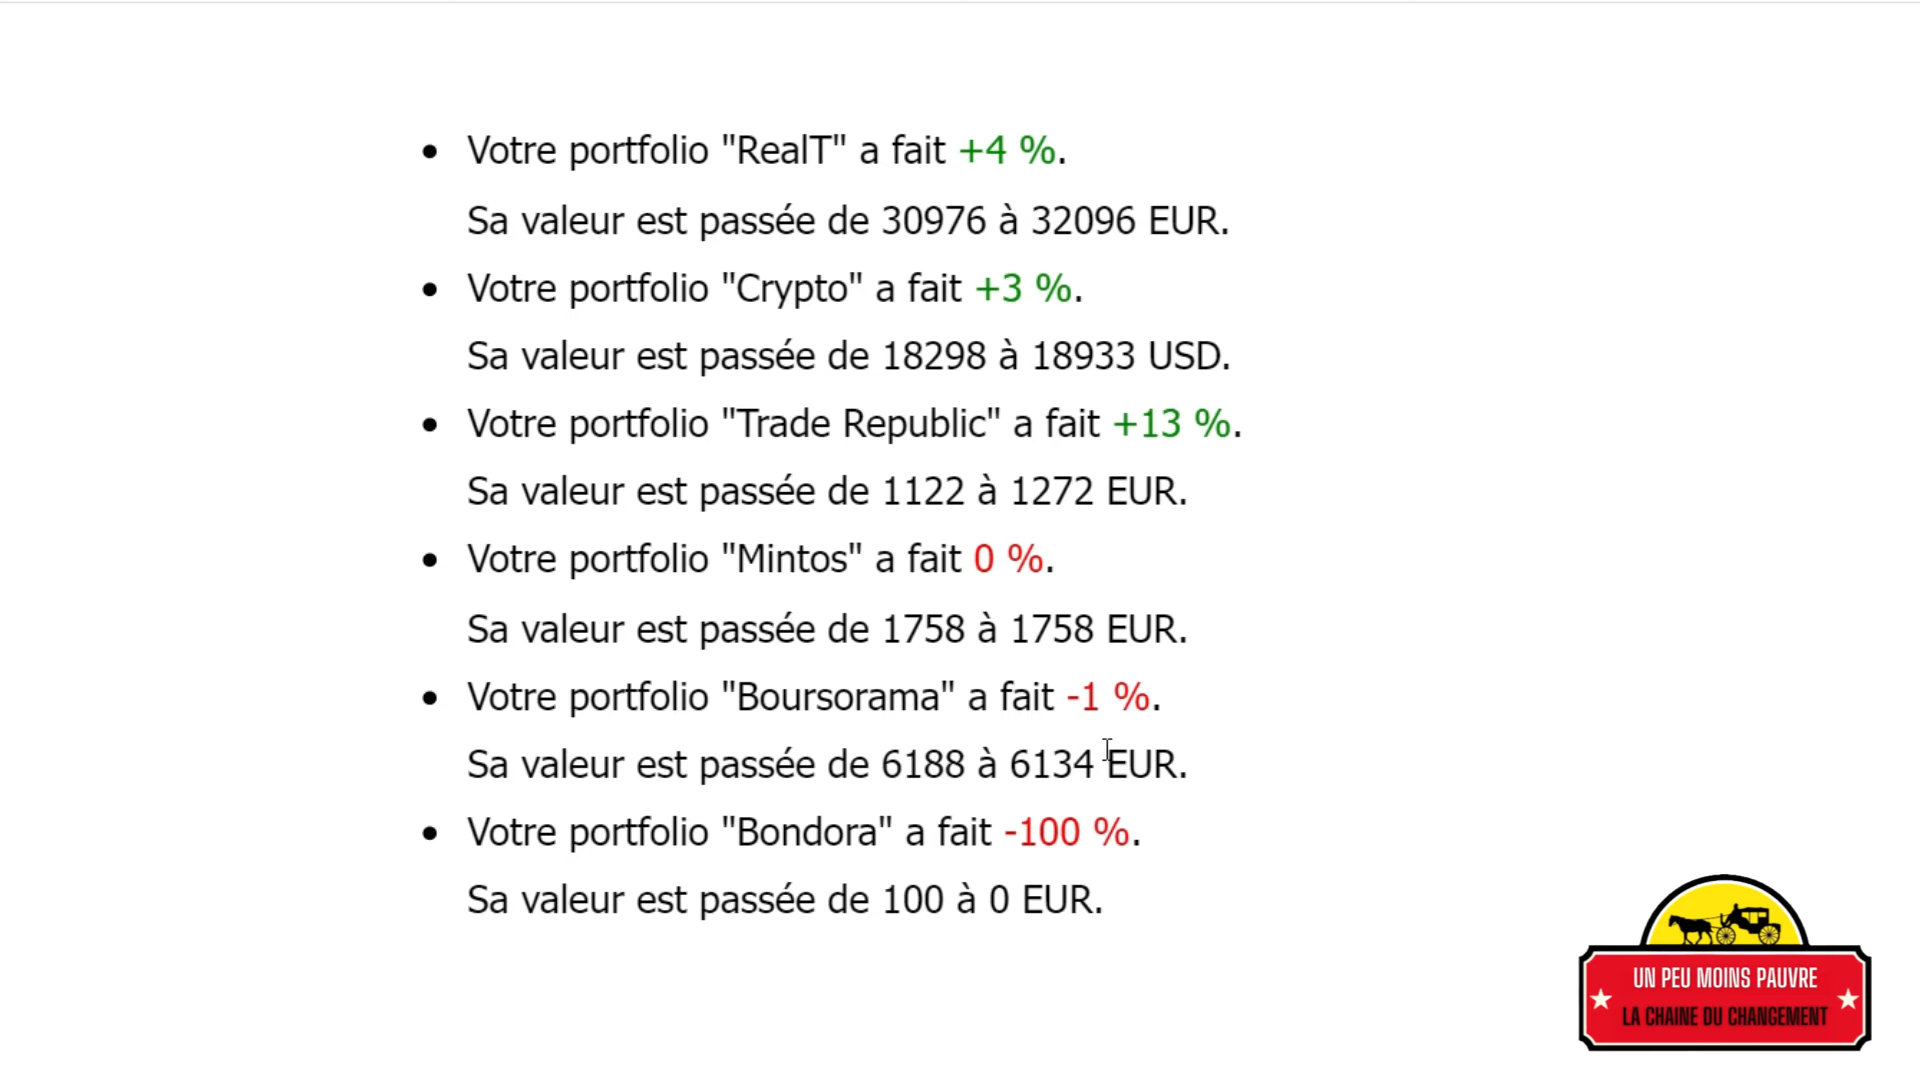 • Votre portfolio "RealT" a fait +4 %.
Sa valeur est passée de 30976 à 32096 EUR.
• Votre portfolio "Crypto" a fait +3 %.
Sa valeur est passée de 18298 à 18933 USD.
• Votre portfolio "Trade Republic" a fait +13 %.
Sa valeur est passée de 1122 à 1272 EUR.
• Votre portfolio "Mintos" a fait 0 %.
Sa valeur est passée de 1758 à 1758 EUR.
• Votre portfolio "Boursorama" a fait -1 %.
Sa valeur est passée de 6188 à 6134 EUR.
• Votre portfolio "Bondora" a fait -100 %.
Sa valeur est passée de 100 à 0 EUR.
UN PEU MOINS PAUVRE
LA CHAINE DU CHANGEMENT